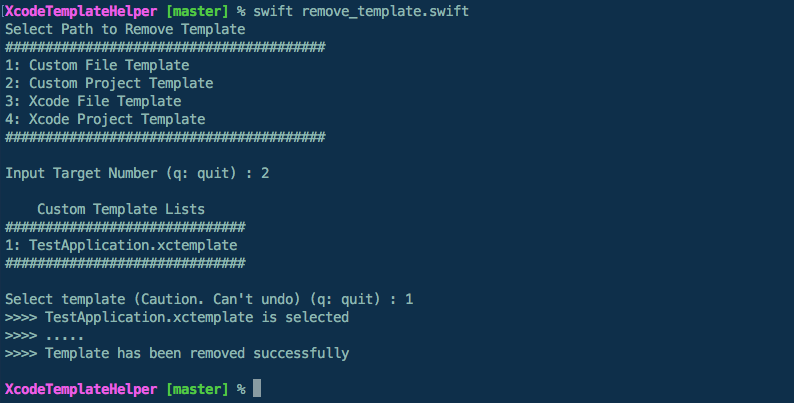 XcodeTemplateHelper [master] % swift remove_template.swift
Select Path to Remove Template
########################################
1: Custom File Template
2: Custom Project Template
3: Xcode File Template
4: Xcode Project Template
########################################
Input Target Number (q: quit) : 2
Custom Template Lists
##############################
1: TestApplication.xctemplate
##############################
Select template (Caution. Can't undo) (q: quit) : 1
>>>> TestApplication.xctemplate is selected
>>>> .....
>>>> Template has been removed successfully
XcodeTemplateHelper [master] %